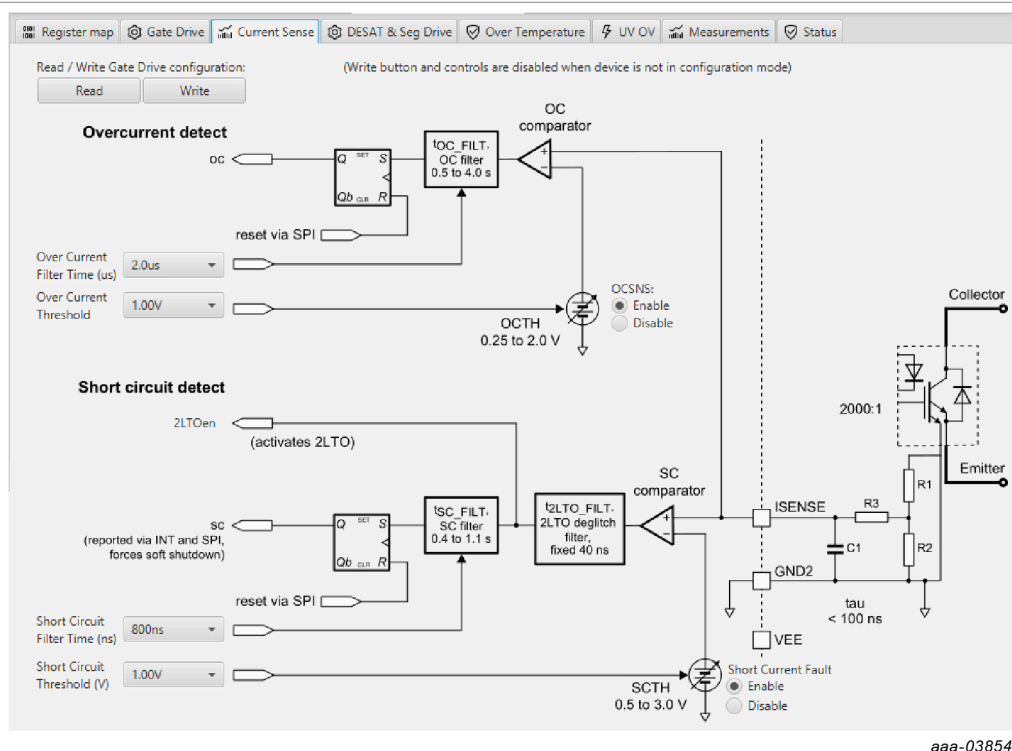 Register map
Gate Drive
Current Sense
DESAT & Seg Drive
Over Temperature
UV OV
Measurements
Status
Read / Write Gate Drive configuration:
(Write button and controls are disabled when device is not in configuration mode)
Read
Write
Overcurrent detect
OC
comparator
OC
Q SET S
Qb CLR R
tOC_FILT,
OC filter
0.5 to 4.0 s
+
−
reset via SPI
Over Current
Filter Time (us)
2.0us
Over Current
Threshold
1.00V
OCTH
0.25 to 2.0 V
OCSNS:
Enable
Disable
Collector
2000:1
Emitter
Short circuit detect
2LTOen
(activates 2LTO)
SC
comparator
SC
(reported via INT and SPI,
forces soft shutdown)
Q SET S
Qb CLR R
tSC_FILT,
SC filter
0.4 to 1.1 s
t2LTO_FILT,
2LTO deglitch
filter,
fixed 40 ns
+
−
ISENSE
R3
R1
R2
C1
GND2
tau
< 100 ns
VEE
reset via SPI
Short Circuit
Filter Time (ns)
800ns
Short Circuit
Threshold (V)
1.00V
SCTH
0.5 to 3.0 V
Short Current Fault
Enable
Disable
aaa-03854